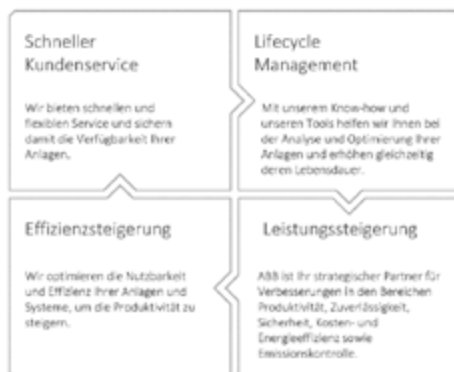 Schneller
Kundenservice
Wir bieten schnellen und
flexiblen Service und sichern
damit die Verfügbarkeit Ihrer
Anlagen.
Lifecycle
Management
Mit unserem Know-how und
unseren Tools helfen wir Ihnen bei
der Analyse und Optimierung Ihrer
Anlagen und erhöhen gleichzeitig
deren Lebensdauer.
Effizienzsteigerung
Wir optimieren die Nutzbarkeit
und Effizienz Ihrer Anlagen und
Systeme, um die Produktivität zu
steigern.
Leistungssteigerung
ABB ist Ihr strategischer Partner für
Verbesserungen in den Bereichen
Produktivität, Zuverlässigkeit,
Sicherheit, Kosten- und
Energieeffizienz sowie
Emissionskontrolle.